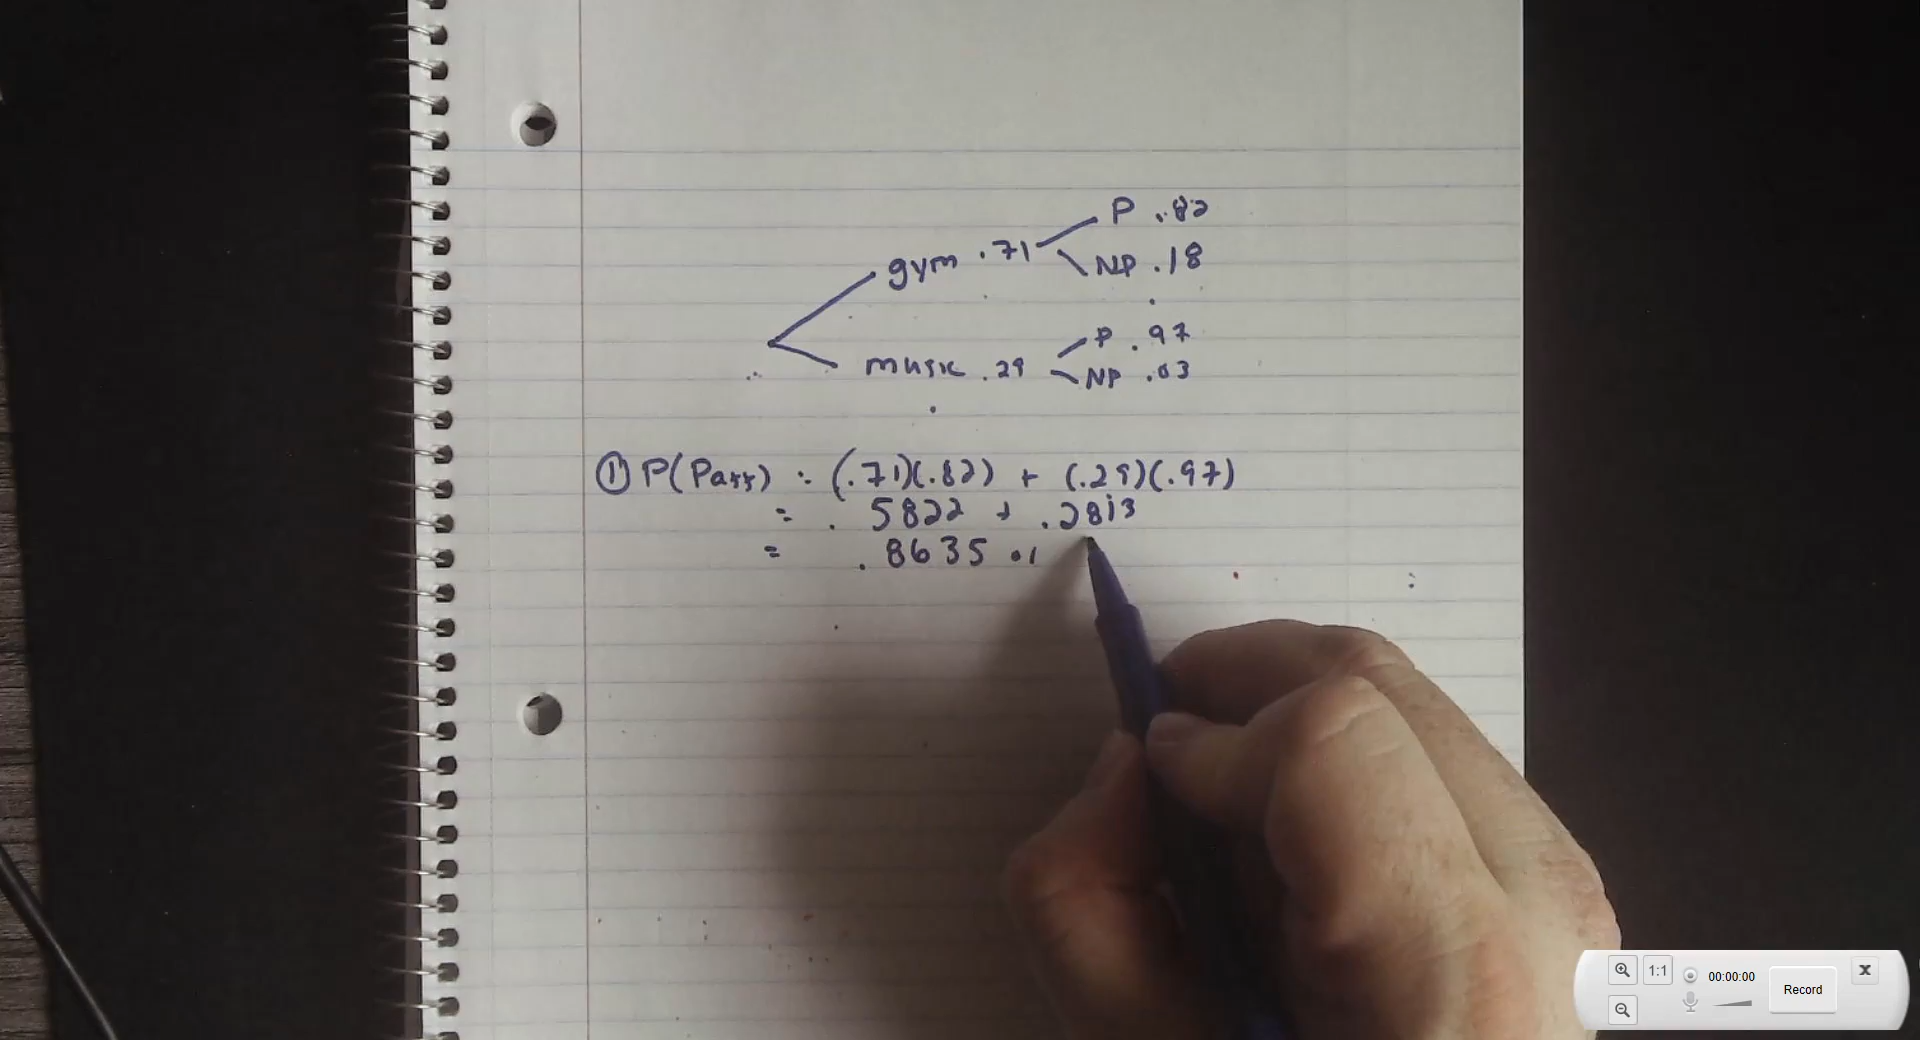 P .82
gym .71
NP .18
P .97
music .29
NP .03
① P(Pass) : (.71)(.82) + (.29)(.97)
= .5822 + .2813
= .8635
1:1
00:00:00
Record
X